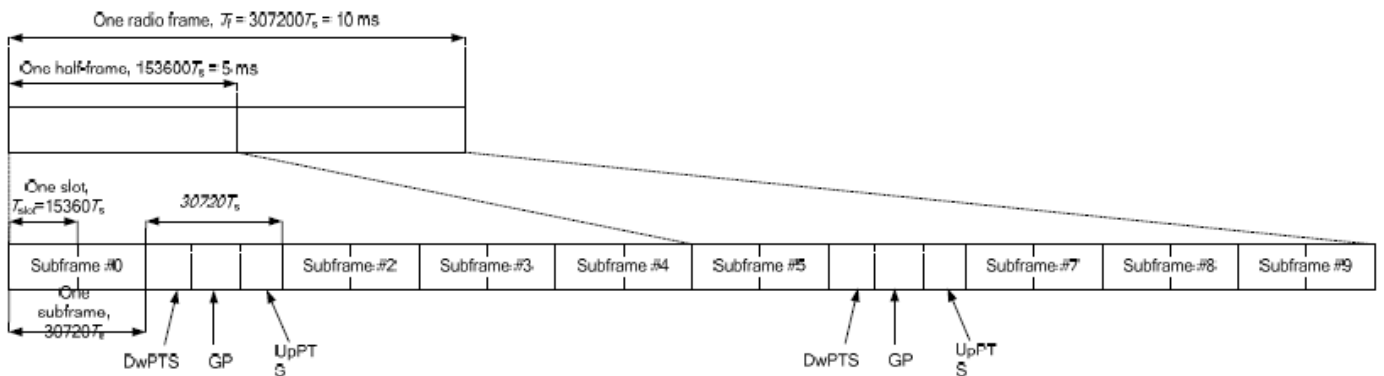 One radio frame, Tf = 307200Ts = 10 ms
One half-frame, 153600Ts = 5 ms
One slot,
Tslot=15360Ts
30720Ts
Subframe #0
Subframe #2
Subframe #3
Subframe #4
Subframe #5
Subframe #7
Subframe #8
Subframe #9
One
subframe,
30720Ts
DwPTS
GP
UpPT
S
DwPTS
GP
UpPT
S